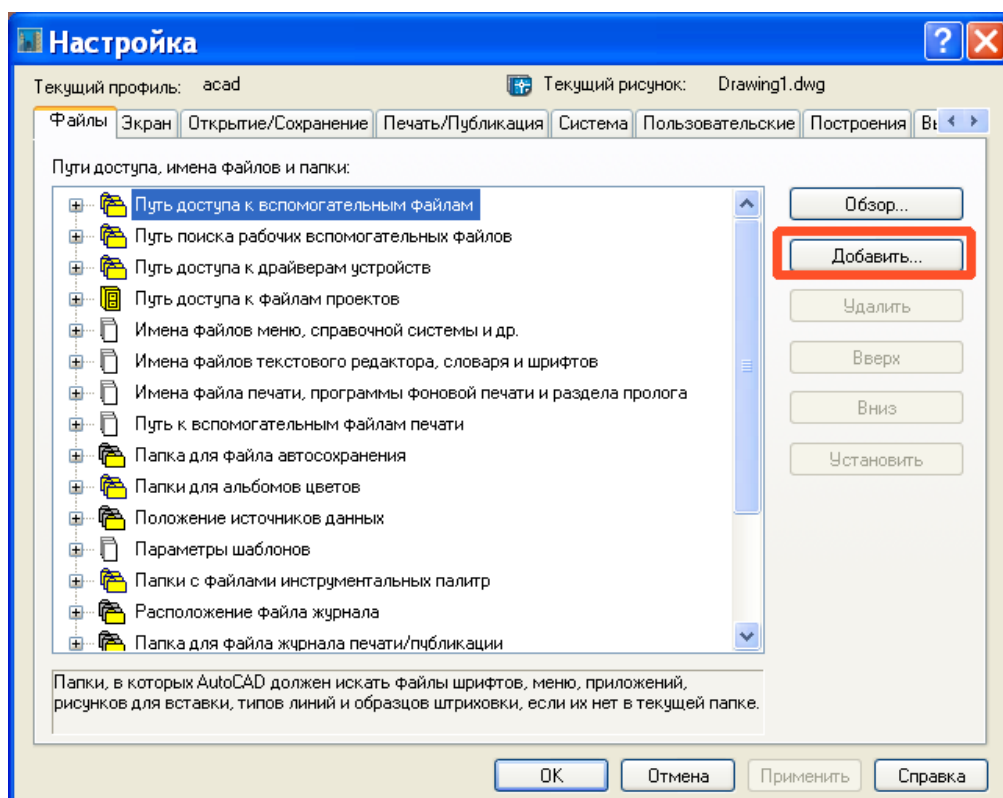 Настройка
Текущий профиль: acad Текущий рисунок: Drawing1.dwg
Файлы Экран Открытие/Сохранение Печать/Публикация Система Пользовательские Построения
Пути доступа, имена файлов и папки:
Путь доступа к вспомогательным файлам
Путь поиска рабочих вспомогательных файлов
Путь доступа к драйверам устройств
Путь доступа к файлам проектов
Имена файлов меню, справочной системы и др.
Имена файлов текстового редактора, словаря и шрифтов
Имена файла печати, программы фоновой печати и раздела пролога
Путь к вспомогательным файлам печати
Папка для файла автосохранения
Папки для альбомов цветов
Положение источников данных
Параметры шаблонов
Папки с файлами инструментальных палитр
Расположение файла журнала
Папка для файла журнала печати/публикации
Обзор...
Добавить...
Удалить
Вверх
Вниз
Установить
Папки, в которых AutoCAD должен искать файлы шрифтов, меню, приложений,
рисунков для вставки, типов линий и образцов штриховки, если их нет в текущей папке.
OK Отмена Применить Справка